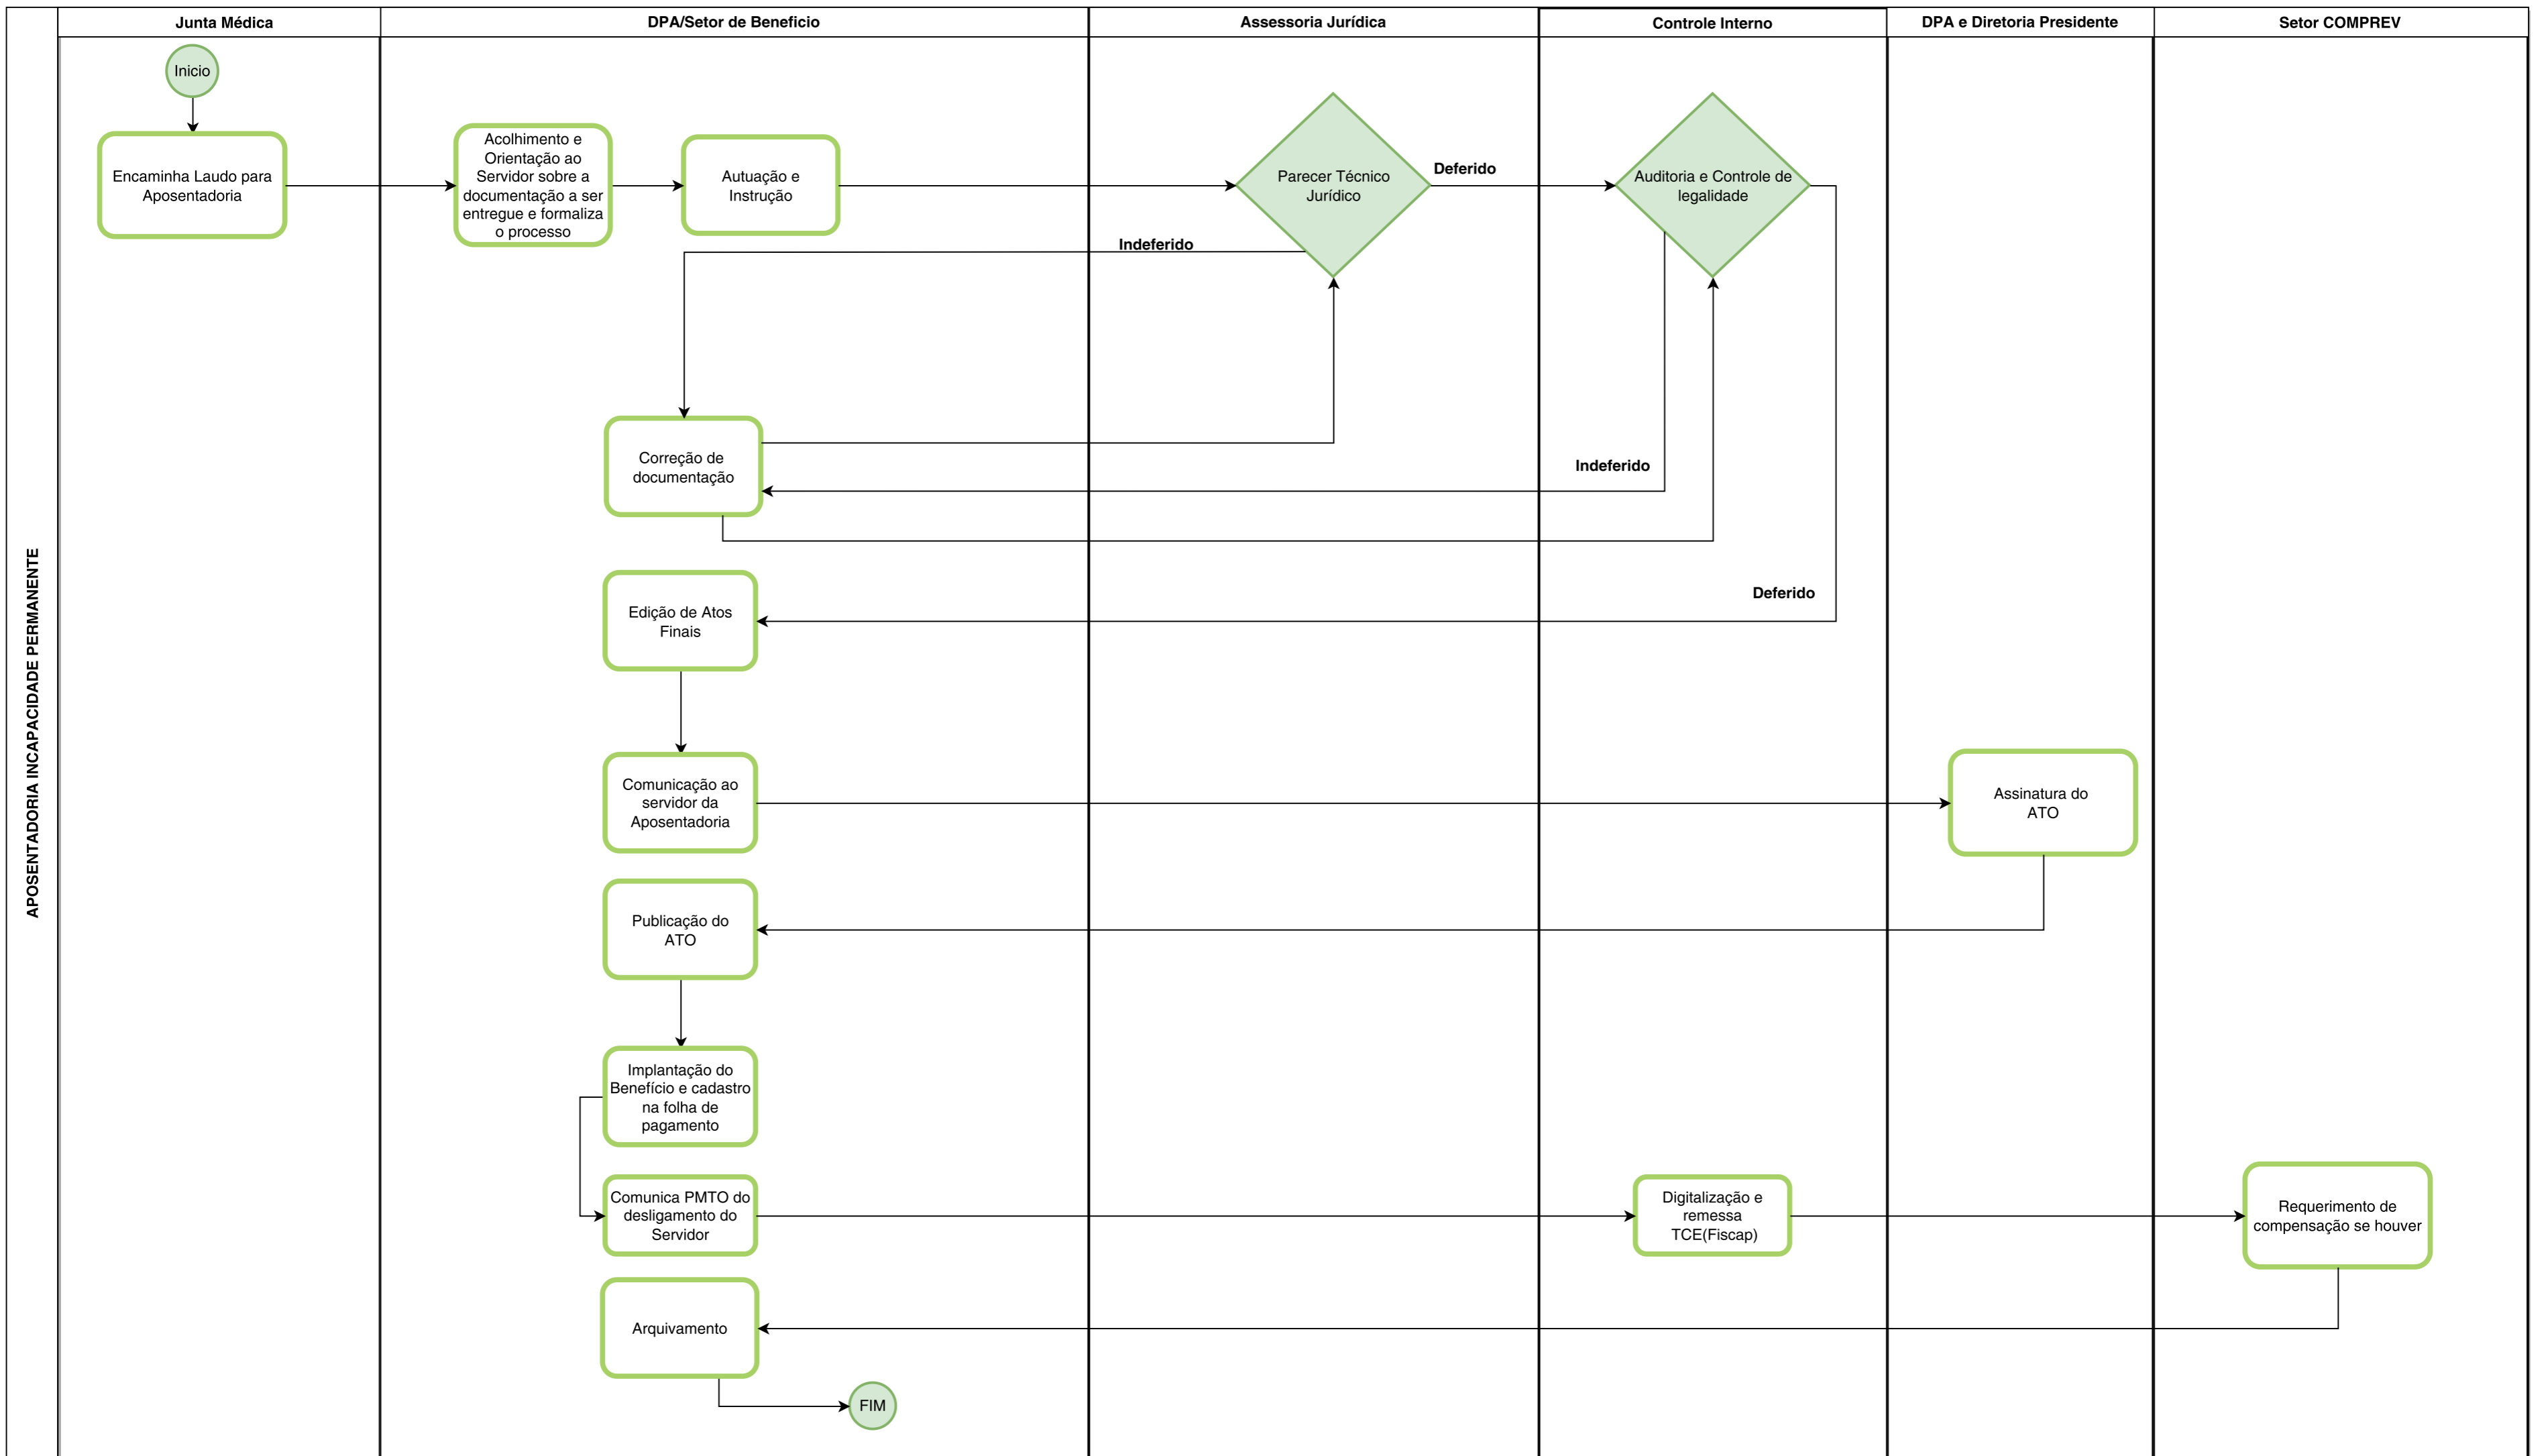 Junta Médica
DPA/Setor de Beneficio
Assessoria Jurídica
Controle Interno
DPA e Diretoria Presidente
Setor COMPREV
APOSENTADORIA INCAPACIDADE PERMANENTE
Inicio
Encaminha Laudo para
Aposentadoria
Acolhimento e
Orientação ao
Servidor sobre a
documentação a ser
entregue e formaliza
o processo
Autuação e
Instrução
Parecer Técnico
Jurídico
Deferido
Auditoria e Controle de
legalidade
Indeferido
Correção de
documentação
Indeferido
Deferido
Edição de Atos
Finais
Comunicação ao
servidor da
Aposentadoria
Assinatura do
ATO
Publicação do
ATO
Implantação do
Benefício e cadastro
na folha de
pagamento
Comunica PMTO do
desligamento do
Servidor
Digitalização e
remessa
TCE(Fiscap)
Requerimento de
compensação se houver
Arquivamento
FIM